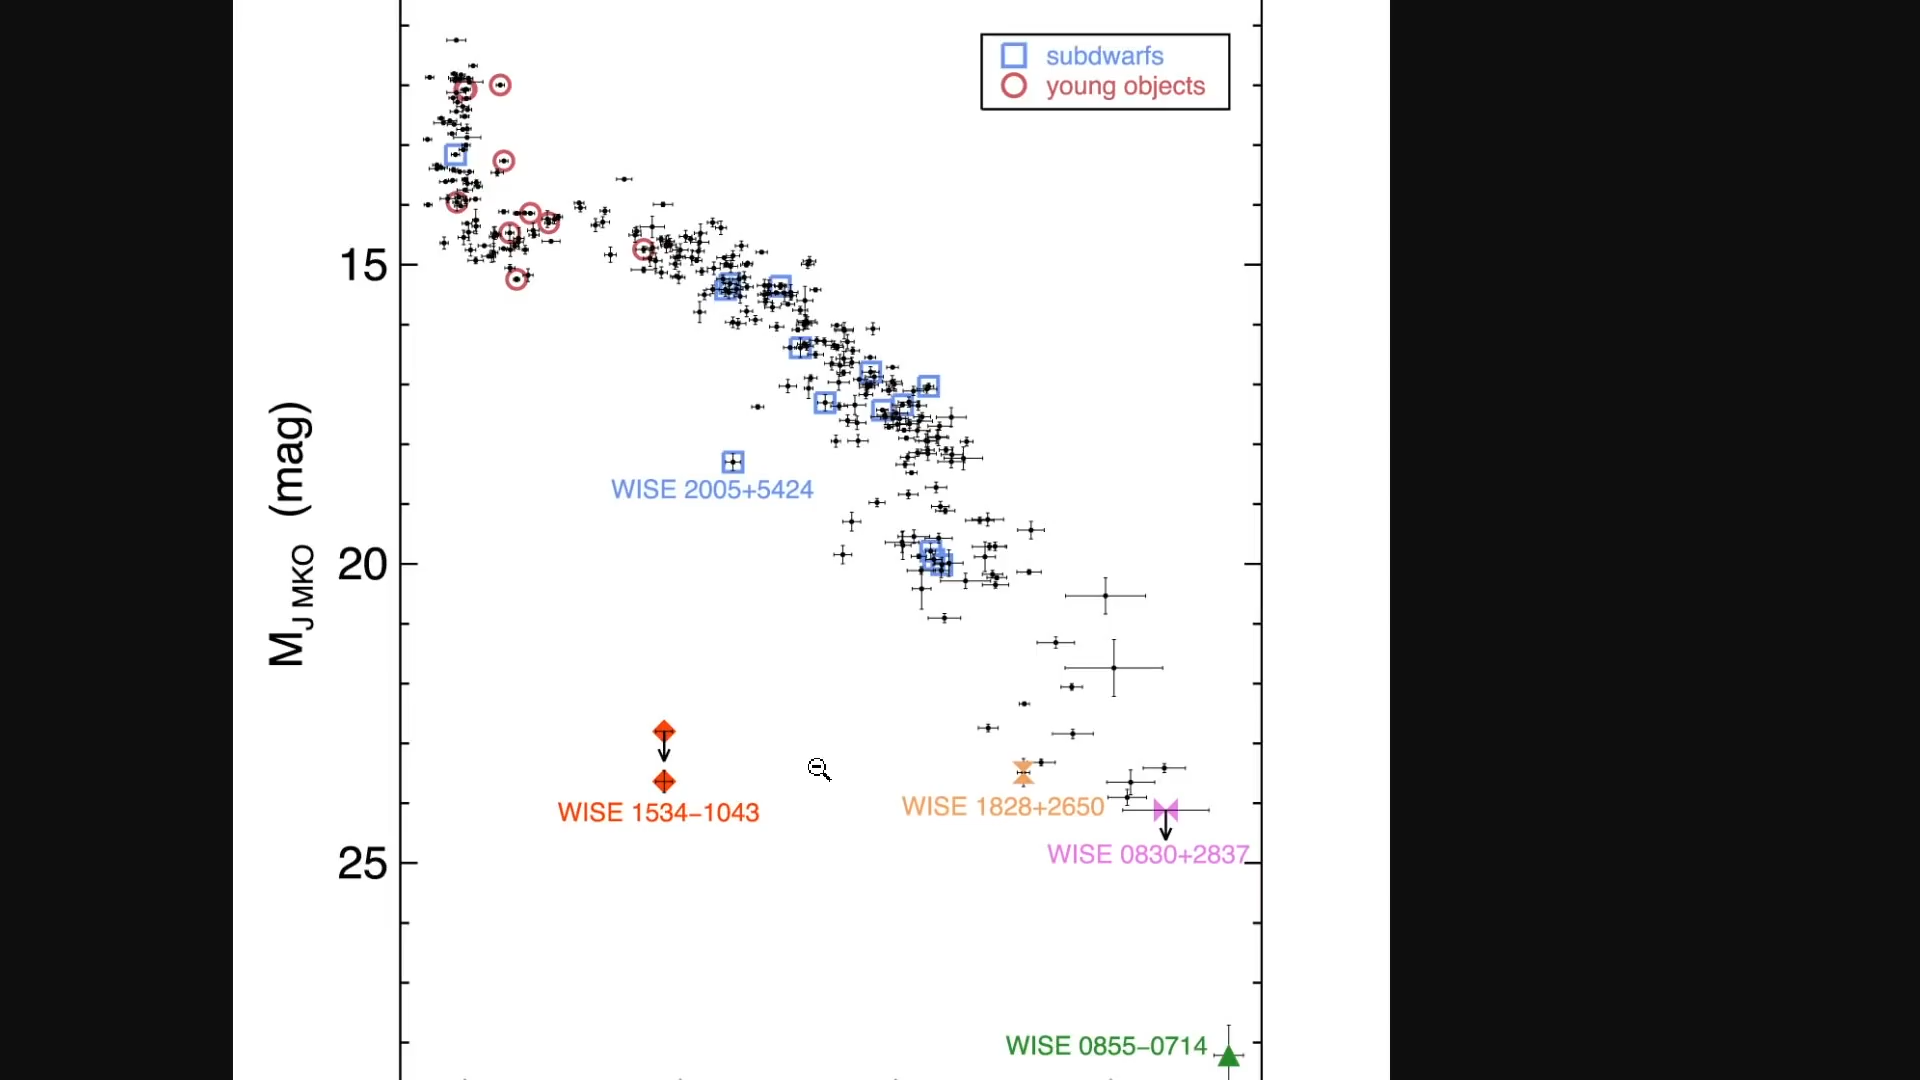 subdwarfs
young objects
15
M_J MKO (mag)
WISE 2005+5424
20
WISE 1534−1043
WISE 1828+2650
WISE 0830+2837
25
WISE 0855−0714